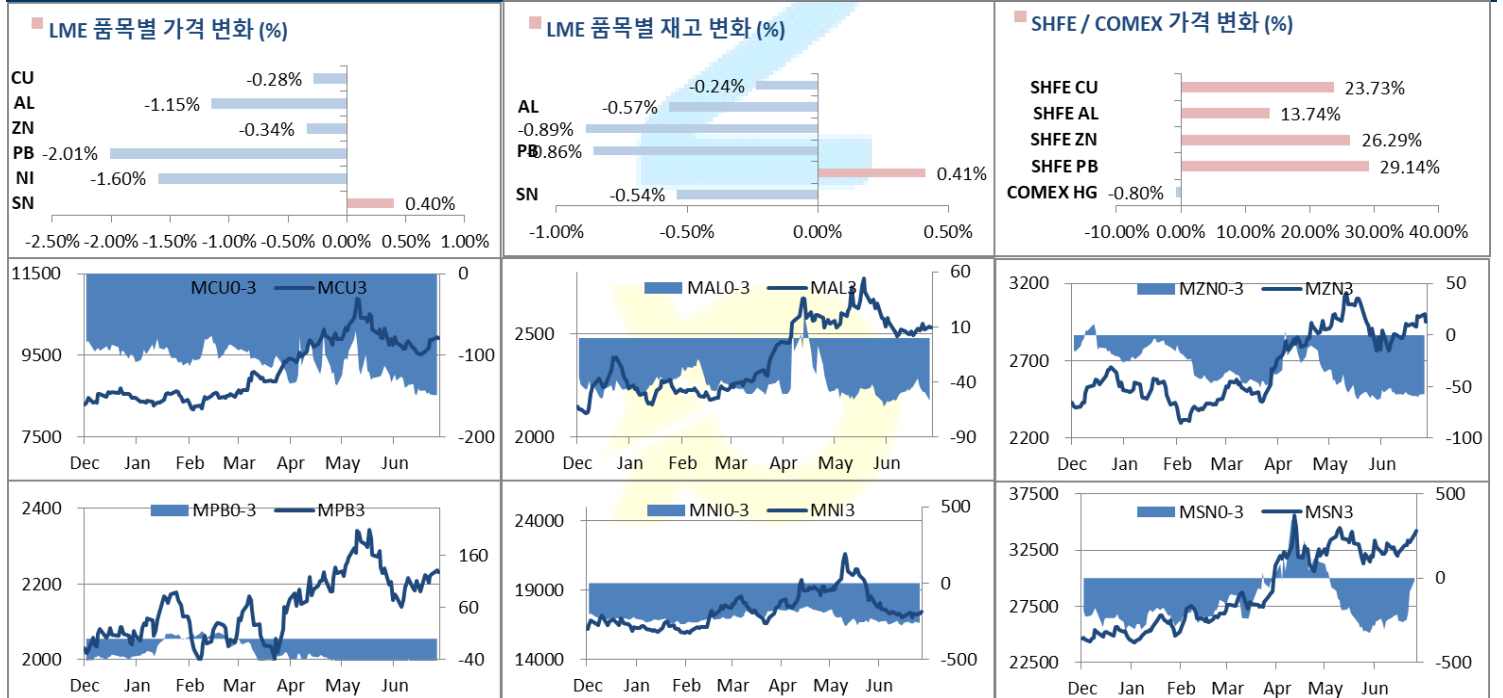 LME 품목별 가격 변화 (%)
CU
-0.28%
AL
-1.15%
ZN
-0.34%
PB
-2.01%
NI
-1.60%
SN
0.40%
-2.50% -2.00% -1.50% -1.00% -0.50% 0.00% 0.50% 1.00%
LME 품목별 재고 변화 (%)
-0.24%
AL
-0.57%
-0.89%
PB
-0.86%
0.41%
SN
-0.54%
-1.00% -0.50% 0.00% 0.50%
SHFE / COMEX 가격 변화 (%)
SHFE CU
23.73%
SHFE AL
13.74%
SHFE ZN
26.29%
SHFE PB
29.14%
COMEX HG
-0.80%
-10.00% 0.00% 10.00% 20.00% 30.00% 40.00%
MCU0-3 MCU3
11500
9500
7500
0
-100
-200
Dec Jan Feb Mar Apr May Jun
MAL0-3 MAL3
2500
2000
60
10
-40
-90
Dec Jan Feb Mar Apr May Jun
MZN0-3 MZN3
3200
2700
2200
50
0
-50
-100
Dec Jan Feb Mar Apr May Jun
MPB0-3 MPB3
2400
2200
2000
160
60
-40
Dec Jan Feb Mar Apr May Jun
MNI0-3 MNI3
24000
19000
14000
500
0
-500
Dec Jan Feb Mar Apr May Jun
MSN0-3 MSN3
37500
32500
27500
22500
500
0
-500
Dec Jan Feb Mar Apr May Jun